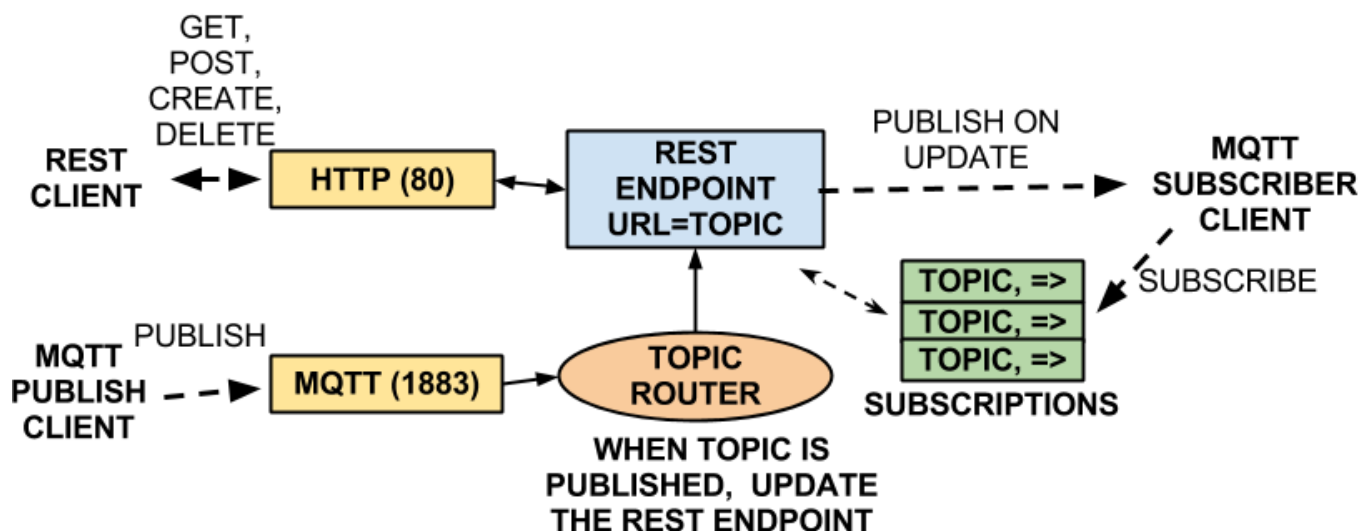 GET,
POST,
CREATE,
DELETE
REST
CLIENT
HTTP (80)
REST
ENDPOINT
URL=TOPIC
PUBLISH ON
UPDATE
MQTT
SUBSCRIBER
CLIENT
SUBSCRIBE
TOPIC, =>
TOPIC, =>
TOPIC, =>
SUBSCRIPTIONS
MQTT
PUBLISH
CLIENT
PUBLISH
MQTT (1883)
TOPIC
ROUTER
WHEN TOPIC IS
PUBLISHED, UPDATE
THE REST ENDPOINT